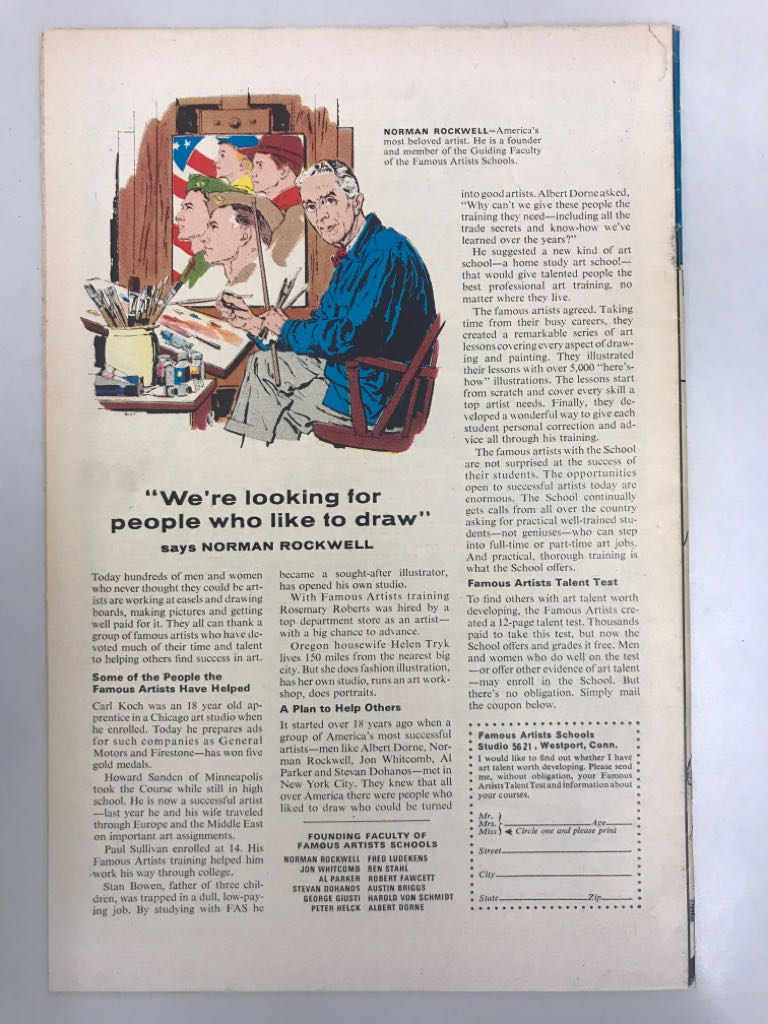 NORMAN ROCKWELL—America's
most beloved artist. He is a founder
and member of the Guiding Faculty
of the Famous Artists Schools.
"We're looking for
people who like to draw"
says NORMAN ROCKWELL
Today hundreds of men and women
who never thought they could be art-
ists are working at easels and drawing
boards, making pictures and getting
well paid for it. They all can thank a
group of famous artists who have de-
voted much of their time and talent
to helping others find success in art.
Some of the People the
Famous Artists Have Helped
Carl Koch was an 18 year old ap-
prentice in a Chicago art studio when
he enrolled. Today he prepares ads
for such companies as General
Motors and Firestone—has won five
gold medals.
Howard Sanden of Minneapolis
took the Course while still in high
school. He is now a successful artist
—last year he and his wife traveled
through Europe and the Middle East
on important art assignments.
Paul Sullivan enrolled at 14. His
Famous Artists training helped him
work his way through college.
Stan Bowen, father of three chil-
dren, was trapped in a dull, low-pay-
ing job. By studying with FAS he
became a sought-after illustrator,
has opened his own studio.
With Famous Artists training
Rosemary Roberts was hired by a
top department store as an artist—
with a big chance to advance.
Oregon housewife Helen Tryk
lives 150 miles from the nearest big
city. But she does fashion illustration,
has her own studio, runs an art work-
shop, does portraits.
A Plan to Help Others
It started over 18 years ago when a
group of America's most successful
artists—men like Albert Dorne, Nor-
man Rockwell, Jon Whitcomb, Al
Parker and Stevan Dohanos—met in
New York City. They knew that all
over America there were people who
liked to draw who could be turned
FOUNDING FACULTY OF
FAMOUS ARTISTS SCHOOLS
NORMAN ROCKWELL FRED LUDEKENS
JON WHITCOMB BEN STAHL
AL PARKER ROBERT FAWCETT
STEVAN DOHANOS AUSTIN BRIGGS
GEORGE GIUSTI HAROLD VON SCHMIDT
PETER HELCK ALBERT DORNE
into good artists. Albert Dorne asked,
"Why can't we give these people the
training they need—including all the
trade secrets and know-how we've
learned over the years?"
He suggested a new kind of art
school—a home study art school—
that would give talented people the
best professional art training, no
matter where they live.
The famous artists agreed. Taking
time from their busy careers, they
created a remarkable series of art
lessons covering every aspect of draw-
ing and painting. They illustrated
their lessons with over 5,000 "here's-
how" illustrations. The lessons start
from scratch and cover every skill a
top artist needs. Finally, they de-
veloped a wonderful way to give each
student personal correction and ad-
vice all through his training.
The famous artists with the School
are not surprised at the success of
their students. The opportunities
open to successful artists today are
enormous. The School continually
gets calls from all over the country
asking for practical well-trained stu-
dents—not geniuses—who can step
into full-time or part-time art jobs.
And practical, thorough training is
what the School offers.
Famous Artists Talent Test
To find others with art talent worth
developing, the Famous Artists cre-
ated a 12-page talent test. Thousands
paid to take this test, but now the
School offers and grades it free. Men
and women who do well on the test
—or offer other evidence of art talent
—may enroll in the School. But
there's no obligation. Simply mail
the coupon below.
Famous Artists Schools
Studio 5621, Westport, Conn.
I would like to find out whether I have
art talent worth developing. Please send
me, without obligation, your Famous
Artists Talent Test and information about
your courses.
Mr.
Mrs. Age
Miss Circle one and please print
Street
City
State Zip